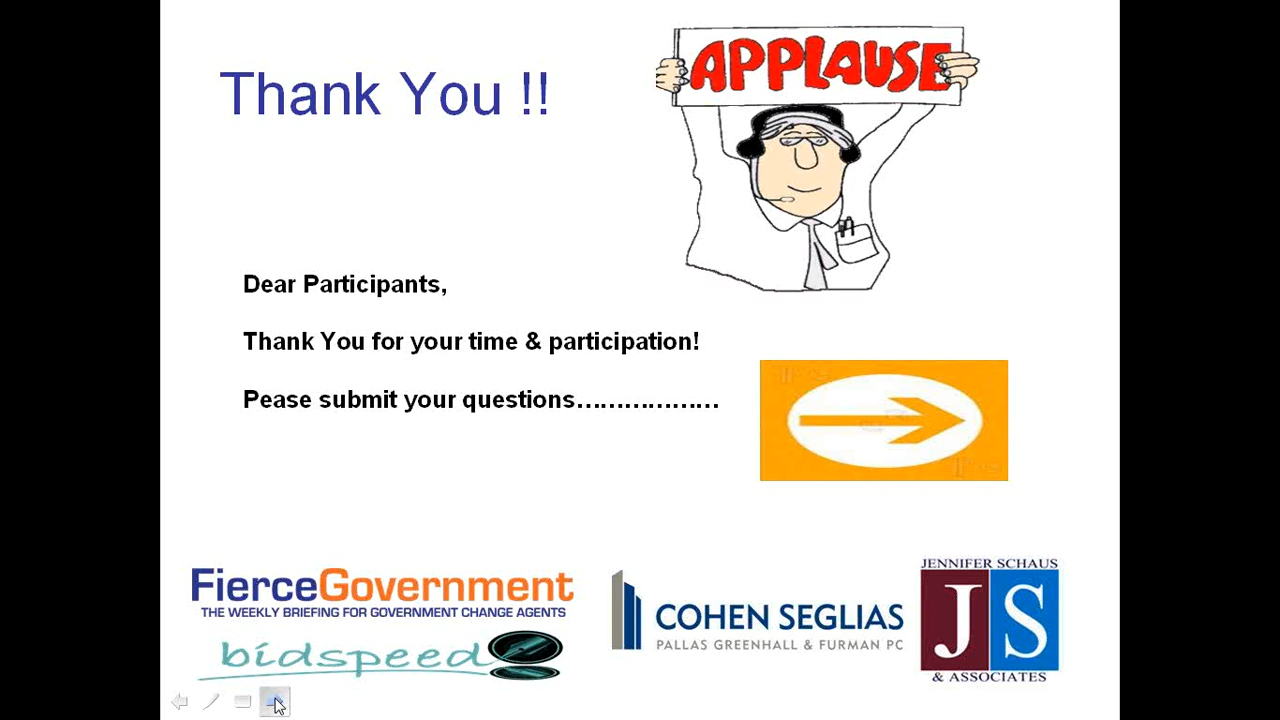 Thank You !!
APPLAUSE
Dear Participants,
Thank You for your time & participation!
Pease submit your questions………………
FierceGovernment
THE WEEKLY BRIEFING FOR GOVERNMENT CHANGE AGENTS
bidspeed
COHEN SEGLIAS
PALLAS GREENHALL & FURMAN PC
JENNIFER SCHAUS
JS
& ASSOCIATES